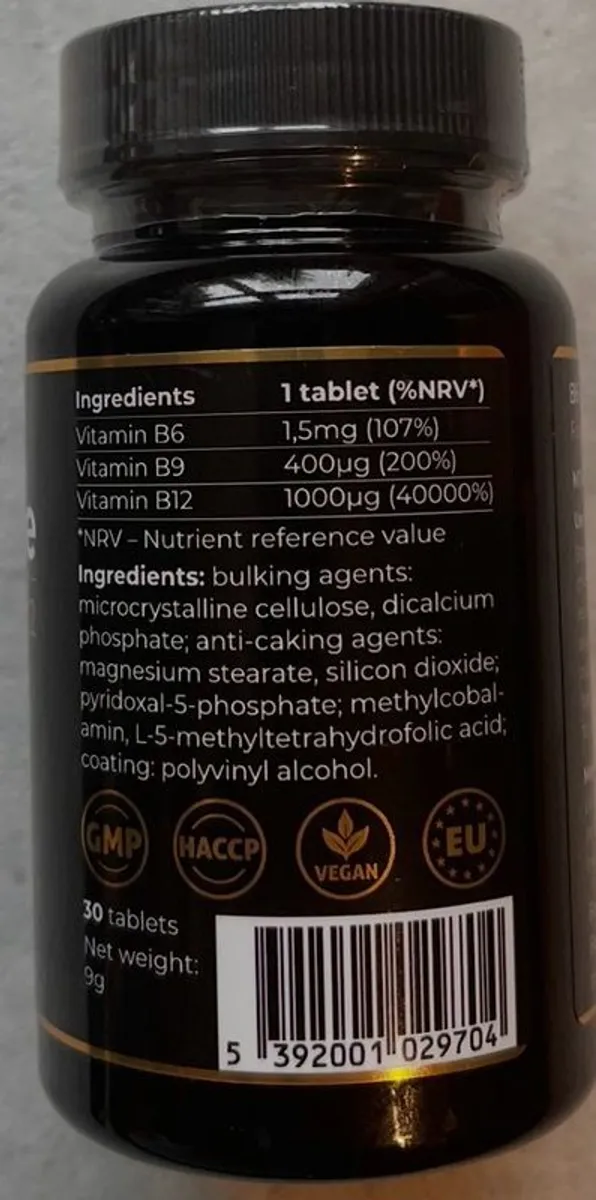 Ingredients 1 tablet (%NRV*)
Vitamin B6 1,5mg (107%)
Vitamin B9 400µg (200%)
Vitamin B12 1000µg (40000%)
*NRV – Nutrient reference value
Ingredients: bulking agents:
microcrystalline cellulose, dicalcium
phosphate; anti-caking agents:
magnesium stearate, silicon dioxide;
pyridoxal-5-phosphate; methylcobal-
amin, L-5-methyltetrahydrofolic acid;
coating: polyvinyl alcohol.
GMP HACCP VEGAN EU
30 tablets
Net weight:
9g
5 392001 029704